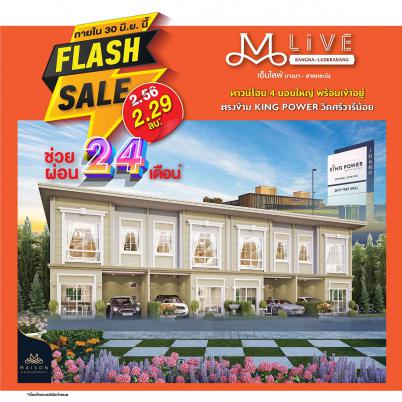 ภายใน 30 มิ.ย. นี้
FLASH
SALE
2.56
2.29
ลบ.
ช่วย
ผ่อน 24 เดือน
M LiVE
BANGNA-LADKRABANG
เอ็มไลฟ์ บางนา - ลาดกระบัง
ทาวน์โฮม 4 นอนใหญ่ พร้อมเข้าอยู่
ตรงข้าม KING POWER วัดศรีวารีน้อย
KING POWER
DUTY FREE MALL
MAISON